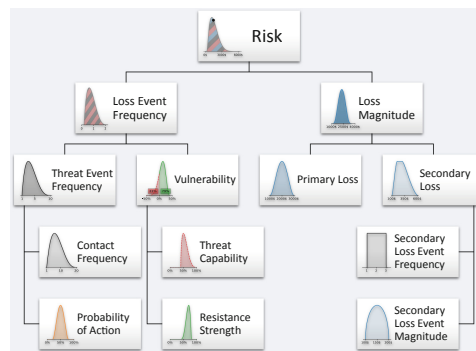 Risk
Loss Event
Frequency
Loss
Magnitude
Threat Event
Frequency
Vulnerability
Primary Loss
Secondary
Loss
Contact
Frequency
Threat
Capability
Secondary
Loss Event
Frequency
Probability
of Action
Resistance
Strength
Secondary
Loss Event
Magnitude